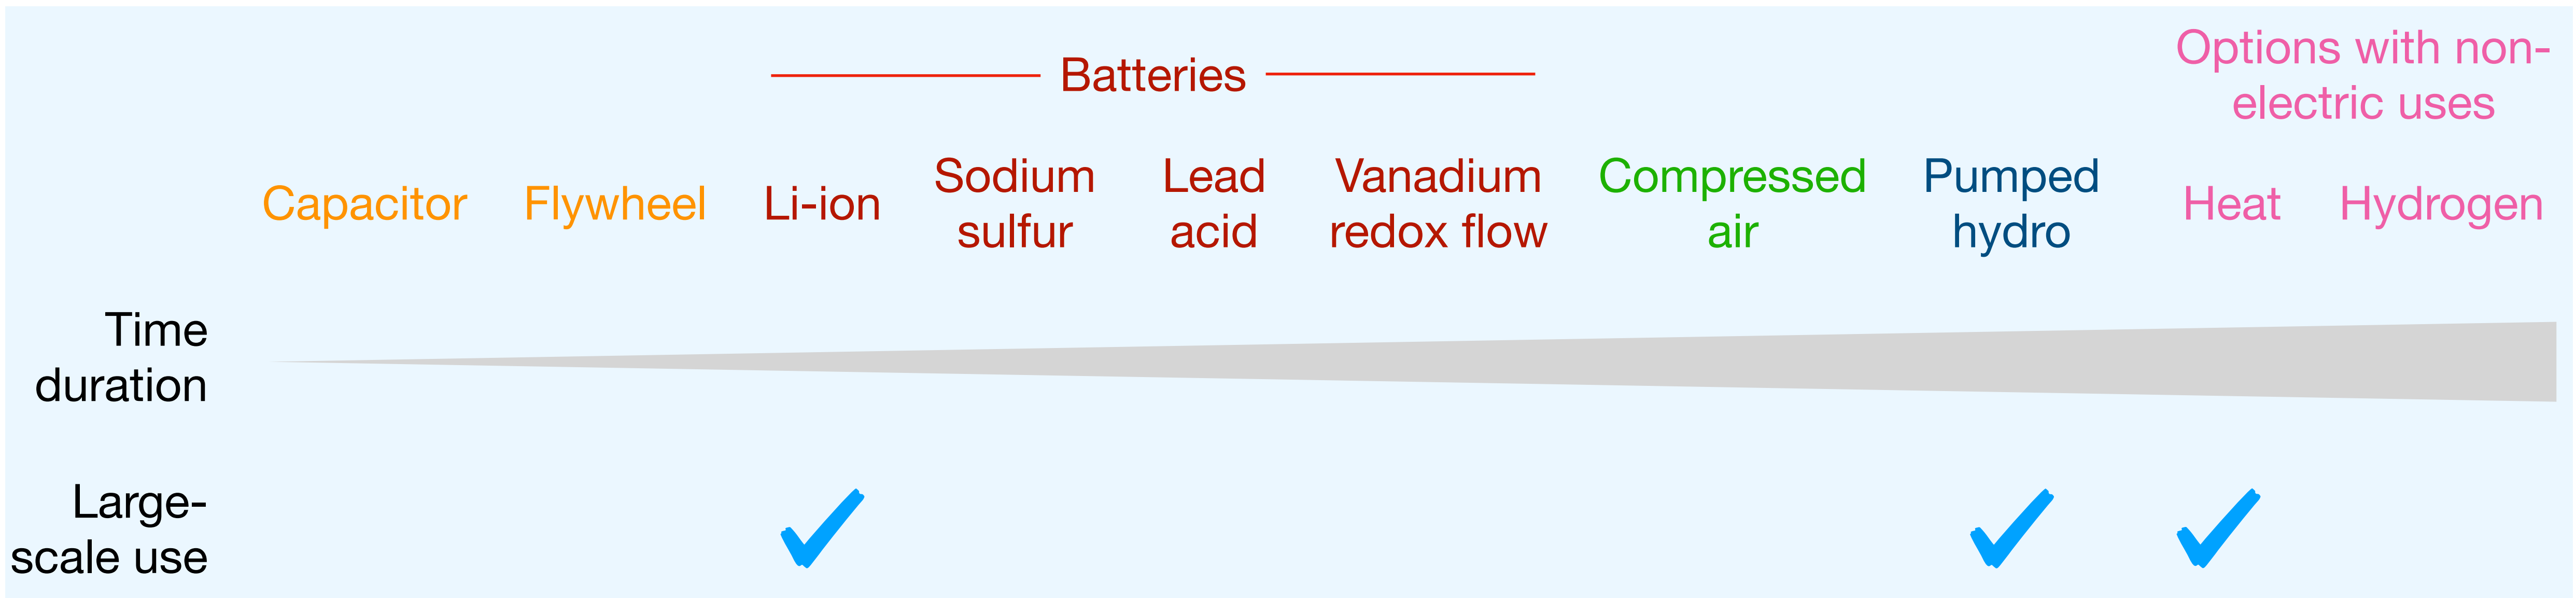 Options with non-
electric uses
Batteries
Capacitor
Flywheel
Li-ion
Sodium
sulfur
Lead
acid
Vanadium
redox flow
Compressed
air
Pumped
hydro
Heat
Hydrogen
Time
duration
Large-
scale use